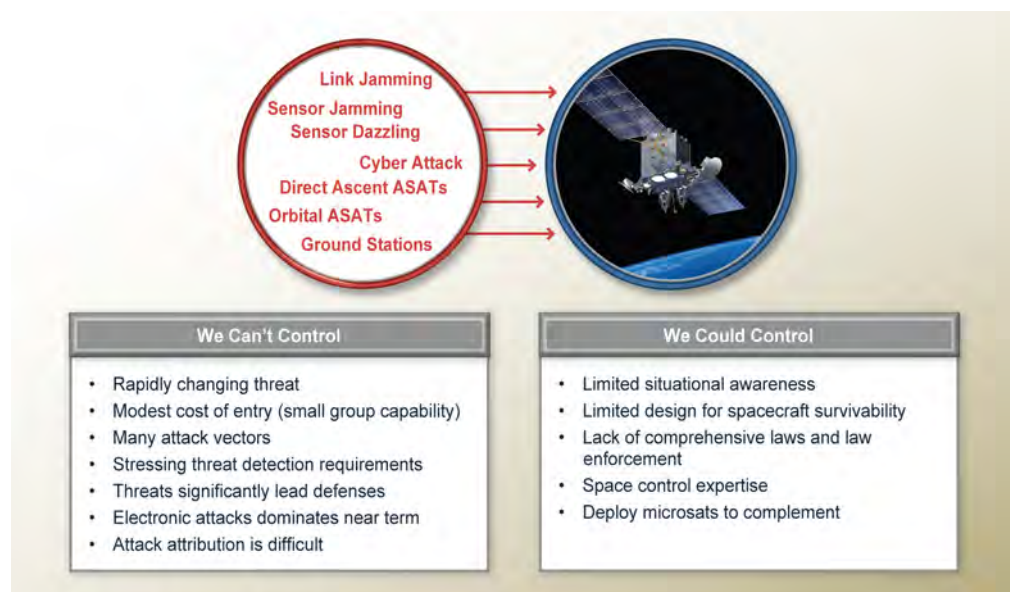 Link Jamming
Sensor Jamming
Sensor Dazzling
Cyber Attack
Direct Ascent ASATs
Orbital ASATs
Ground Stations
We Can't Control
• Rapidly changing threat
• Modest cost of entry (small group capability)
• Many attack vectors
• Stressing threat detection requirements
• Threats significantly lead defenses
• Electronic attacks dominates near term
• Attack attribution is difficult
We Could Control
• Limited situational awareness
• Limited design for spacecraft survivability
• Lack of comprehensive laws and law
enforcement
• Space control expertise
• Deploy microsats to complement